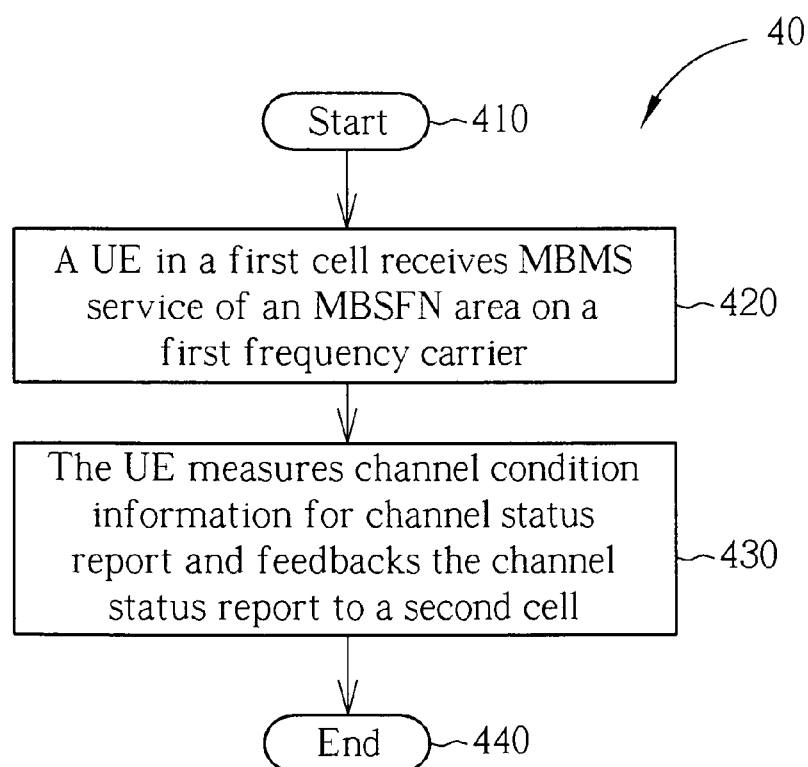 40
Start
410
A UE in a first cell receives MBMS
service of an MBSFN area on a
first frequency carrier
420
The UE measures channel condition
information for channel status
report and feedbacks the channel
status report to a second cell
430
End
440